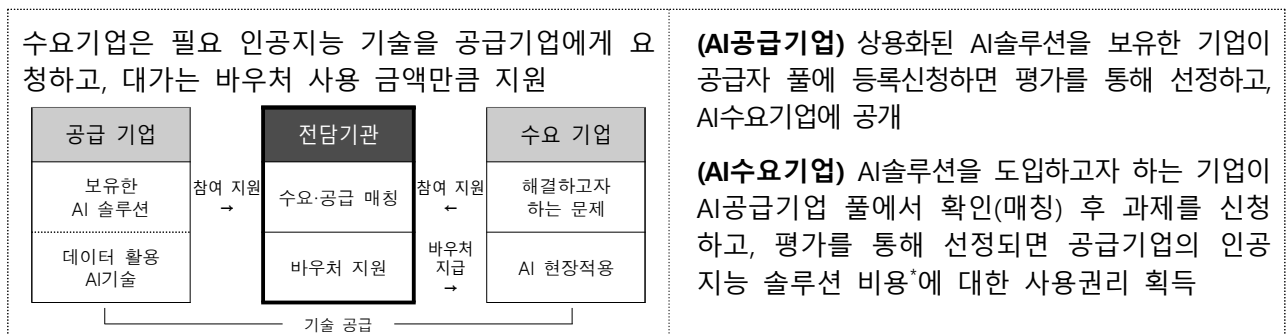 수요기업은 필요 인공지능 기술을 공급기업에게 요
청하고, 대가는 바우처 사용 금액만큼 지원
공급 기업
전담기관
수요 기업
보유한
AI 솔루션
참여 지원
→
수요·공급 매칭
참여 지원
←
해결하고자
하는 문제
데이터 활용
AI기술
바우처 지원
바우처
지급
→
AI 현장적용
기술 공급
(AI공급기업) 상용화된 AI솔루션을 보유한 기업이
공급자 풀에 등록신청하면 평가를 통해 선정하고,
AI수요기업에 공개
(AI수요기업) AI솔루션을 도입하고자 하는 기업이
AI공급기업 풀에서 확인(매칭) 후 과제를 신청
하고, 평가를 통해 선정되면 공급기업의 인공
지능 솔루션 비용*에 대한 사용권리 획득